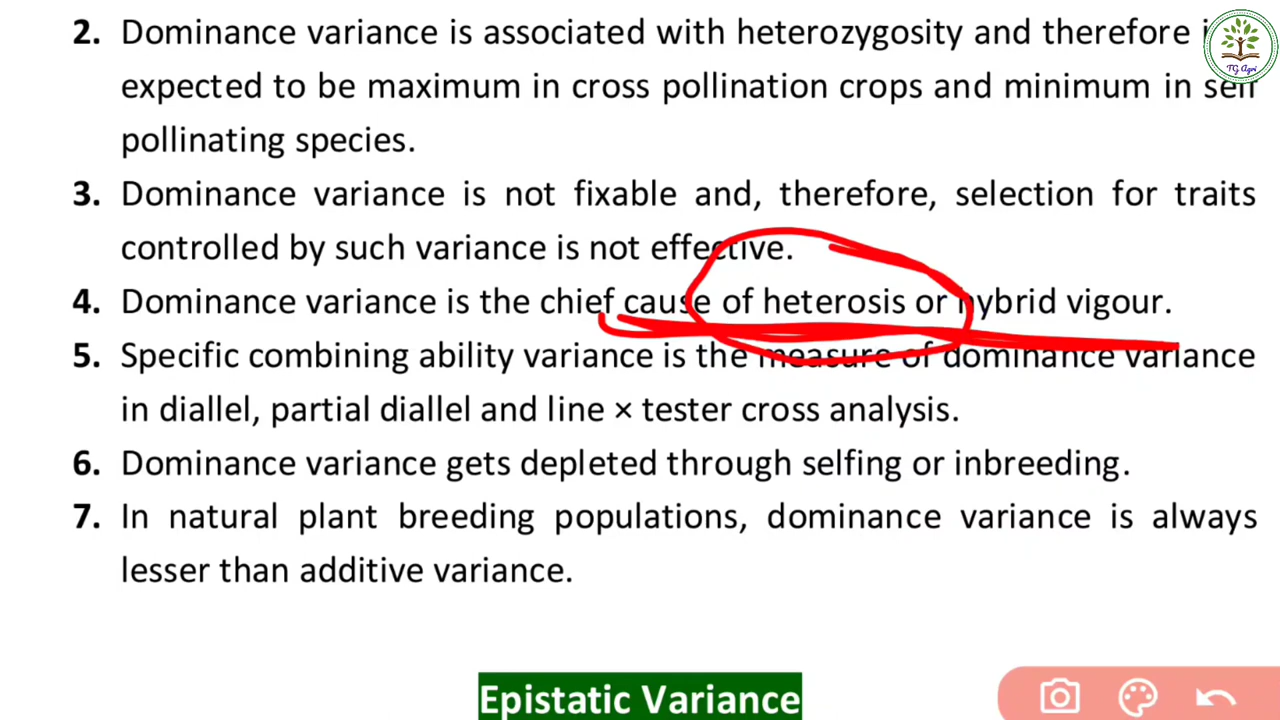 2. Dominance variance is associated with heterozygosity and therefore
expected to be maximum in cross pollination crops and minimum in self
pollinating species.
3. Dominance variance is not fixable and, therefore, selection for traits
controlled by such variance is not effective.
4. Dominance variance is the chief cause of heterosis or hybrid vigour.
5. Specific combining ability variance is the measure of dominance variance
in diallel, partial diallel and line × tester cross analysis.
6. Dominance variance gets depleted through selfing or inbreeding.
7. In natural plant breeding populations, dominance variance is always
lesser than additive variance.
Epistatic Variance
TG Agri